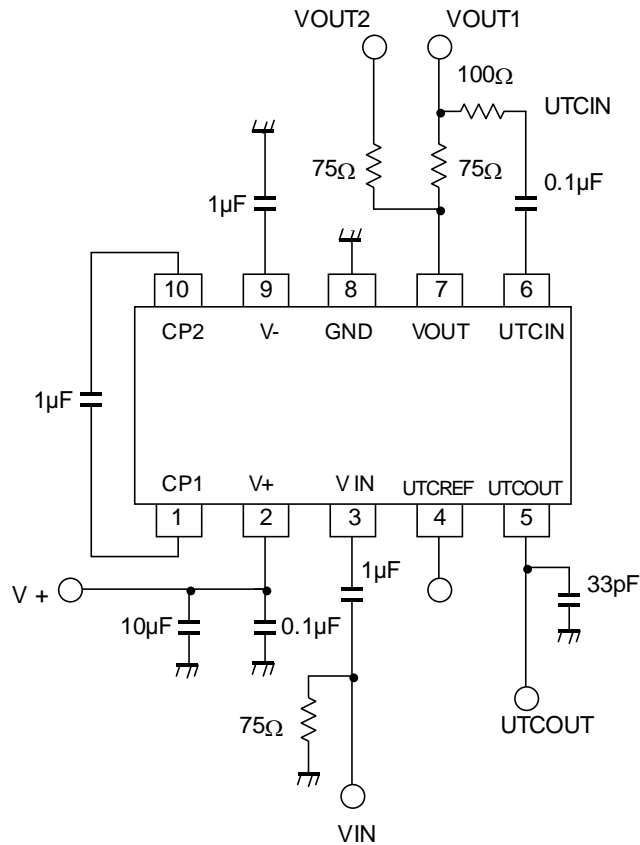 VOUT2 VOUT1
100Ω
UTCIN
75Ω 75Ω
0.1µF
1µF
10 9 8 7 6
CP2 V- GND VOUT UTCIN
1µF
CP1 V+ VIN UTCREF UTCOUT
1 2 3 4 5
1µF
33pF
V +
10µF 0.1µF
75Ω
UTCOUT
VIN